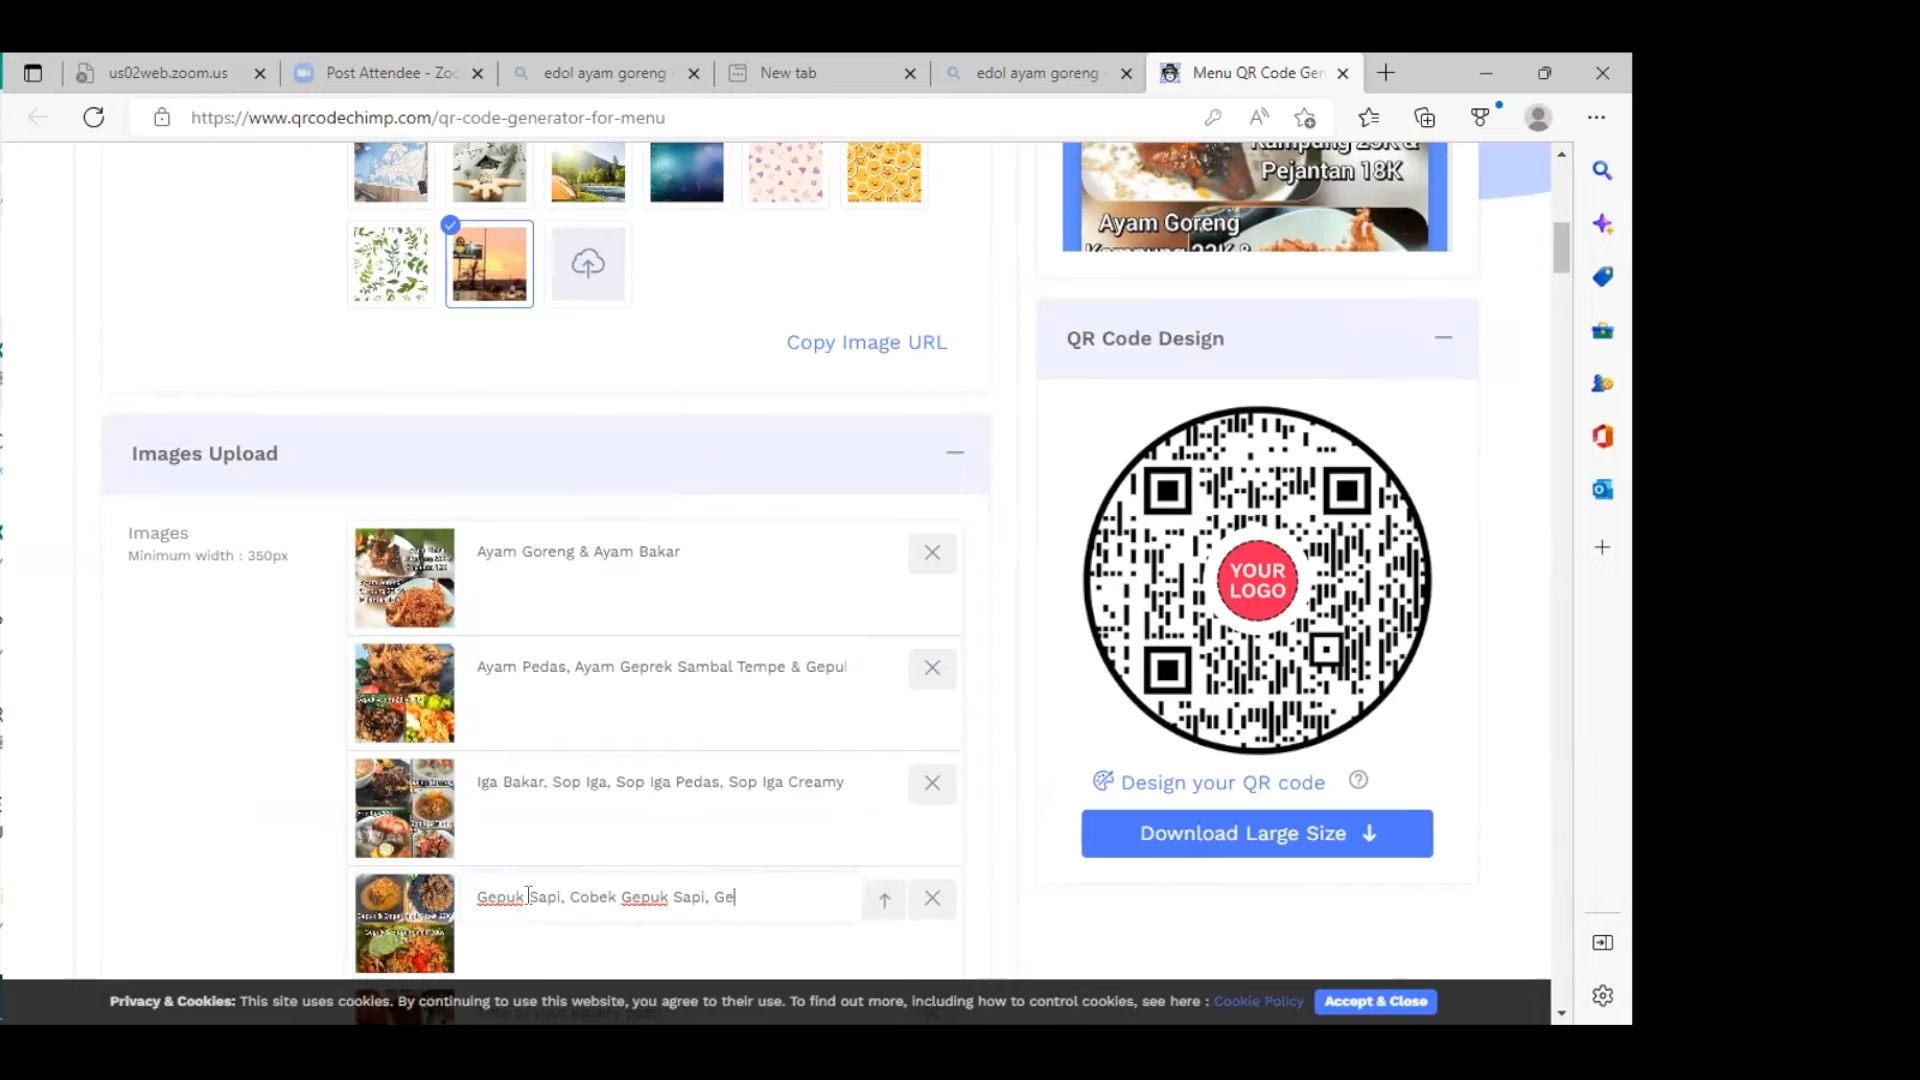 us02web.zoom.us
Post Attendee - Zoo
edol ayam goreng
New tab
edol ayam goreng -
Menu QR Code Gen
https://www.qrcodechimp.com/qr-code-generator-for-menu
Kampung 23K &
Pejantan 18K
Ayam Goreng
Copy Image URL
QR Code Design
Images Upload
Images
Minimum width : 350px
Ayam Goreng & Ayam Bakar
Ayam Pedas, Ayam Geprek Sambal Tempe & Gepuk
YOUR
LOGO
Iga Bakar, Sop Iga, Sop Iga Pedas, Sop Iga Creamy
Design your QR code
Download Large Size
Gepuk Sapi, Cobek Gepuk Sapi, Ge
Privacy & Cookies: This site uses cookies. By continuing to use this website, you agree to their use. To find out more, including how to control cookies, see here : Cookie Policy
Accept & Close